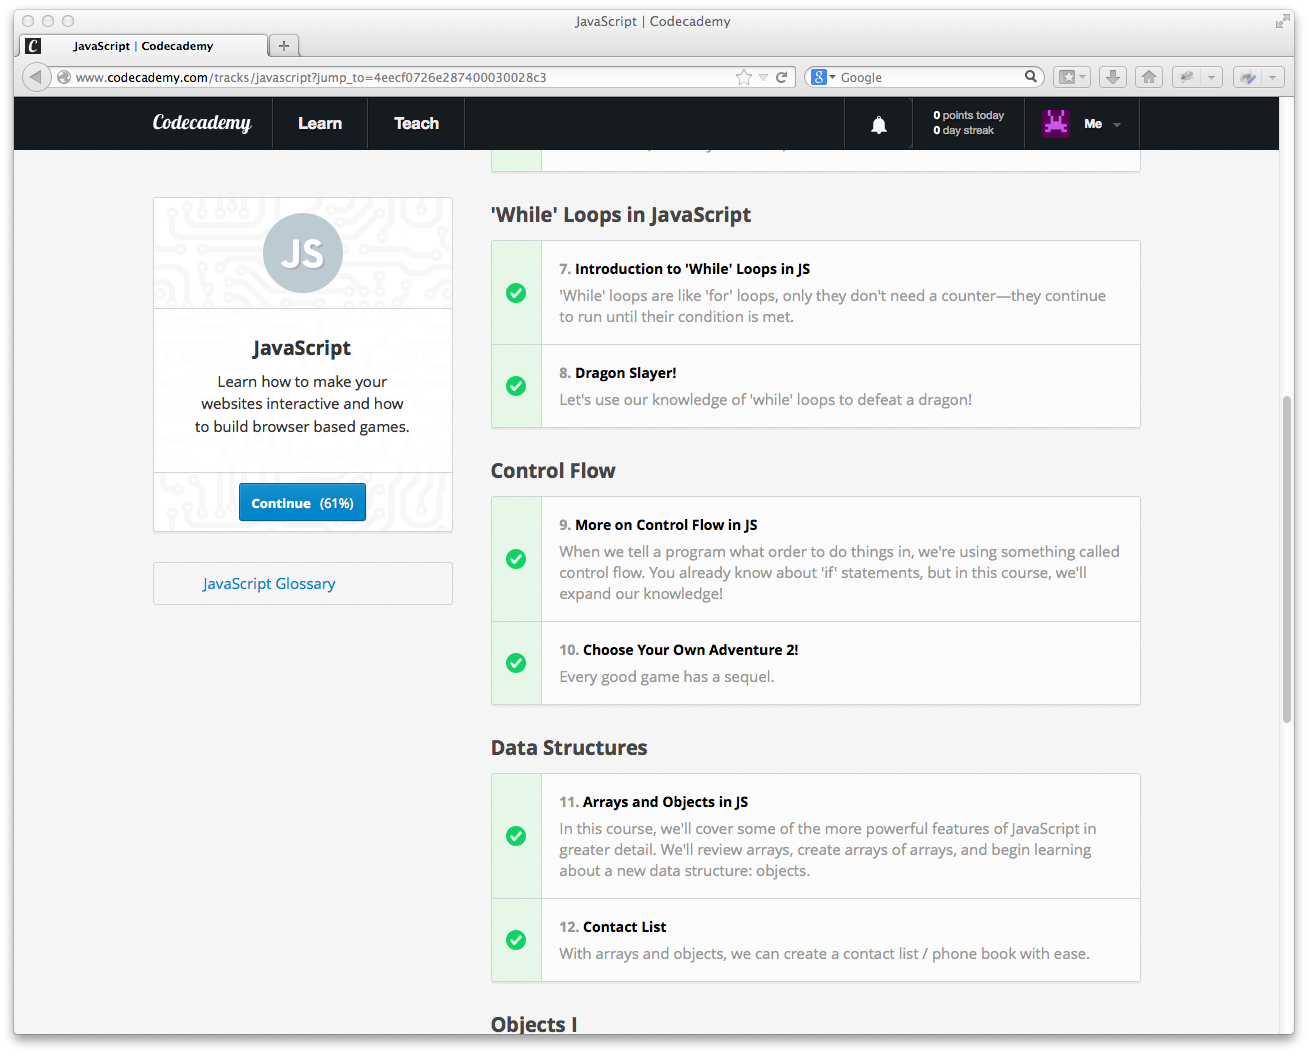 JavaScript | Codecademy
C JavaScript | Codecademy +
www.codecademy.com/tracks/javascript?jump_to=4eecf0726e287400030028c3
8 Google
Codecademy
Learn
Teach
0 points today
0 day streak
Me
JS
JavaScript
Learn how to make your
websites interactive and how
to build browser based games.
Continue (61%)
JavaScript Glossary
'While' Loops in JavaScript
7. Introduction to 'While' Loops in JS
'While' loops are like 'for' loops, only they don't need a counter—they continue
to run until their condition is met.
8. Dragon Slayer!
Let's use our knowledge of 'while' loops to defeat a dragon!
Control Flow
9. More on Control Flow in JS
When we tell a program what order to do things in, we're using something called
control flow. You already know about 'if' statements, but in this course, we'll
expand our knowledge!
10. Choose Your Own Adventure 2!
Every good game has a sequel.
Data Structures
11. Arrays and Objects in JS
In this course, we'll cover some of the more powerful features of JavaScript in
greater detail. We'll review arrays, create arrays of arrays, and begin learning
about a new data structure: objects.
12. Contact List
With arrays and objects, we can create a contact list / phone book with ease.
Objects I